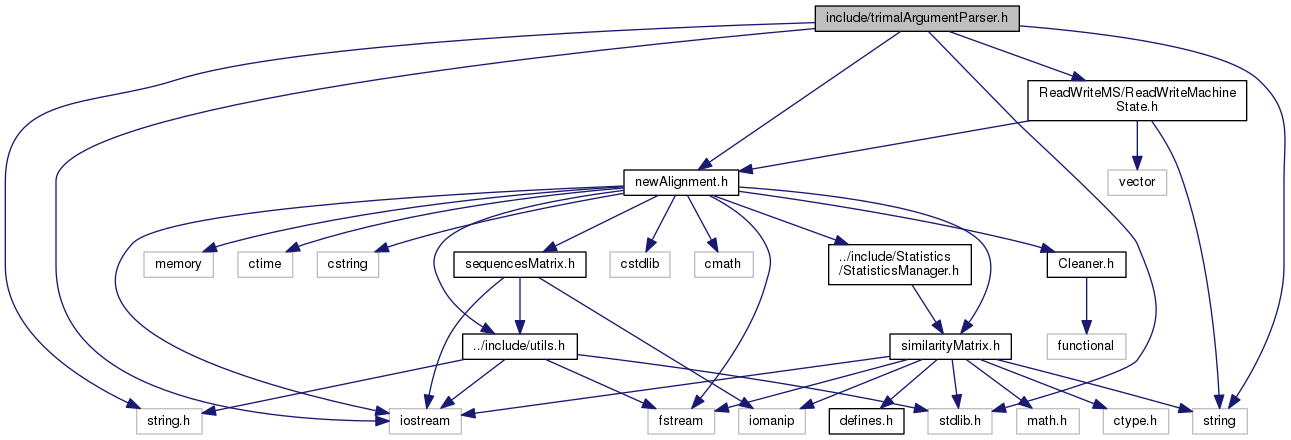 include/trimalArgumentParser.h
ReadWriteMS/ReadWriteMachine
State.h
newAlignment.h
vector
memory
ctime
cstring
sequencesMatrix.h
cstdlib
cmath
../include/Statistics
/StatisticsManager.h
Cleaner.h
../include/utils.h
similarityMatrix.h
functional
string.h
iostream
fstream
iomanip
defines.h
stdlib.h
math.h
ctype.h
string